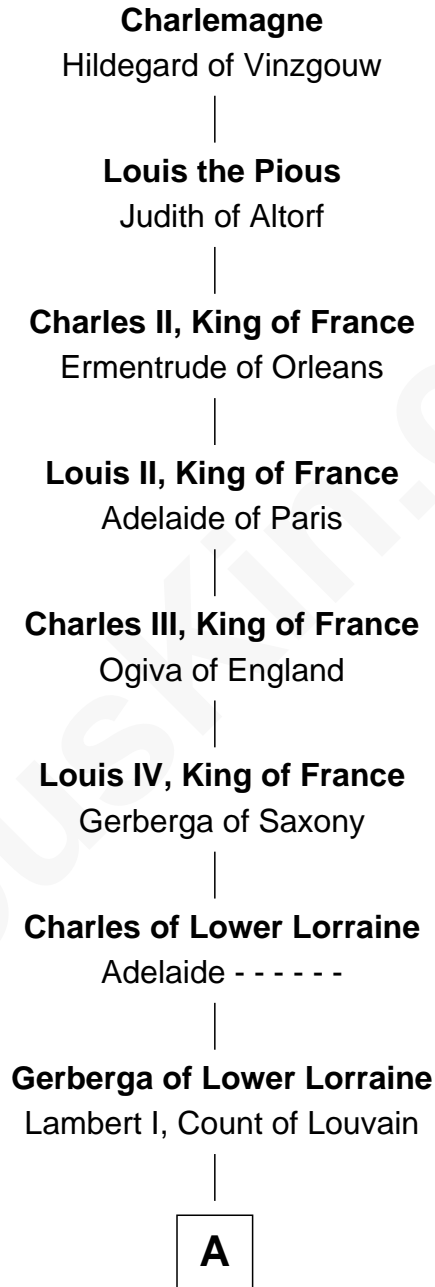 Charlemagne
Hildegard of Vinzgouw
Louis the Pious
Judith of Altorf
Charles II, King of France
Ermentrude of Orleans
Louis II, King of France
Adelaide of Paris
Charles III, King of France
Ogiva of England
Louis IV, King of France
Gerberga of Saxony
Charles of Lower Lorraine
Adelaide - - - - - -
Gerberga of Lower Lorraine
Lambert I, Count of Louvain
A